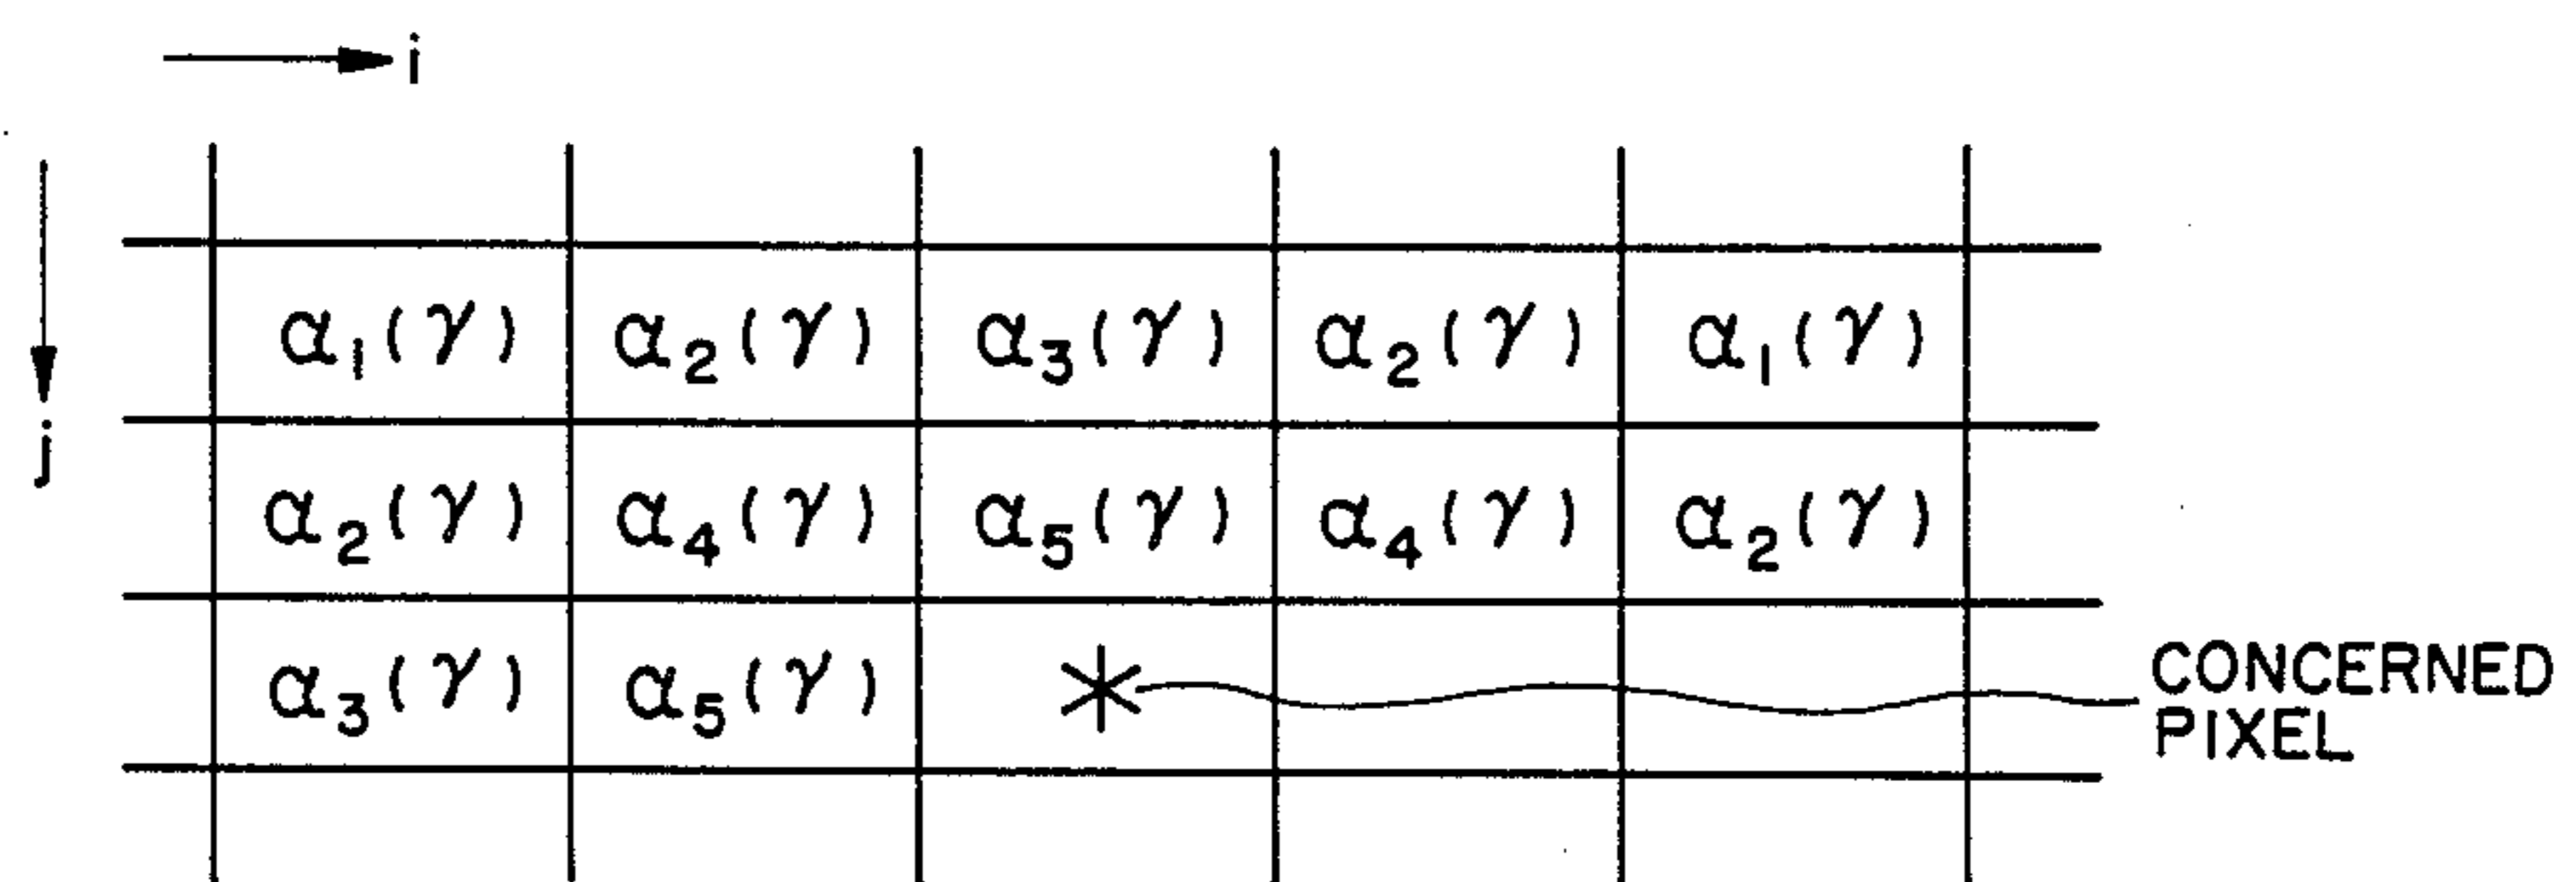 i
j
α₁(γ) α₂(γ) α₃(γ) α₂(γ) α₁(γ)
α₂(γ) α₄(γ) α₅(γ) α₄(γ) α₂(γ)
α₃(γ) α₅(γ) *
CONCERNED
PIXEL